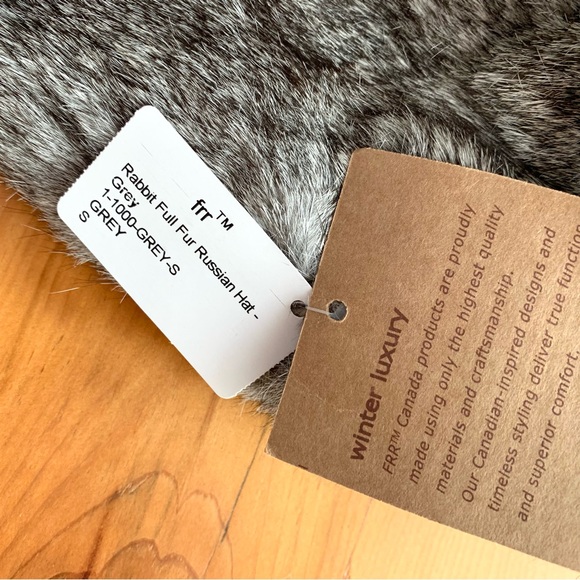 frr™
Rabbit Full Fur Russian Hat -
Grey
1-1000-GREY-S
GREY
S
winter luxury
FRR™ Canada products are proudly
made using only the highest quality
materials and craftsmanship.
Our Canadian-inspired designs and
timeless styling deliver true function
and superior comfort.